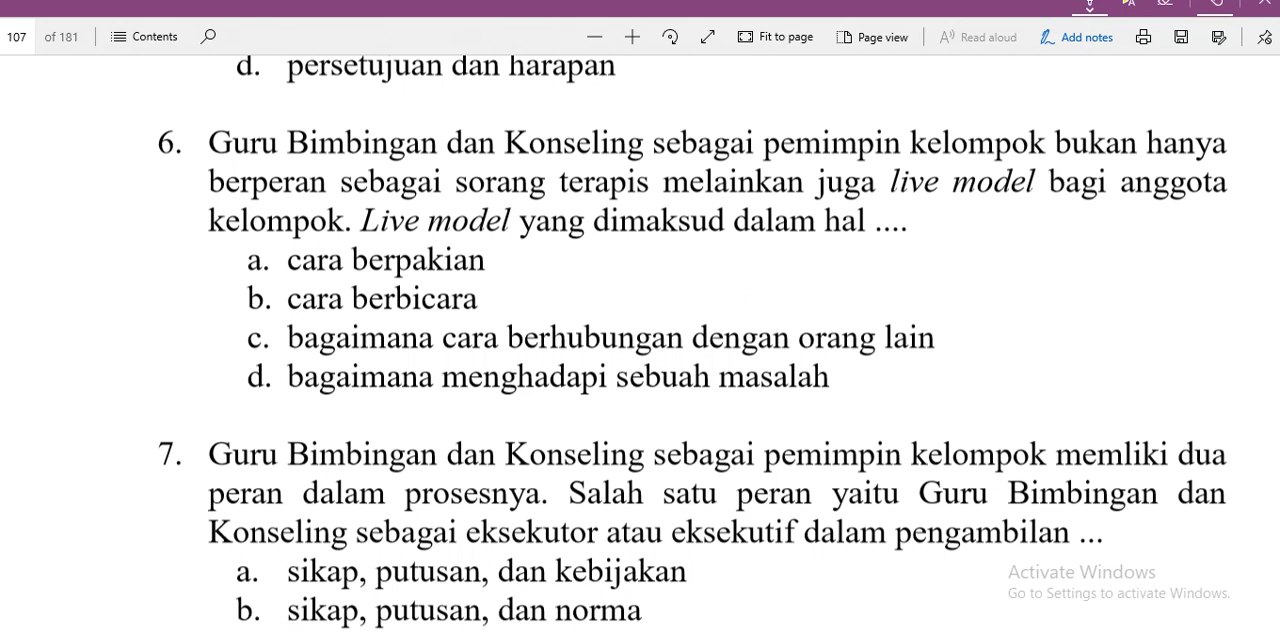 107 of 181 Contents Fit to page Page view Read aloud Add notes
d. persetujuan dan harapan
6. Guru Bimbingan dan Konseling sebagai pemimpin kelompok bukan hanya
berperan sebagai sorang terapis melainkan juga live model bagi anggota
kelompok. Live model yang dimaksud dalam hal ....
a. cara berpakian
b. cara berbicara
c. bagaimana cara berhubungan dengan orang lain
d. bagaimana menghadapi sebuah masalah
7. Guru Bimbingan dan Konseling sebagai pemimpin kelompok memliki dua
peran dalam prosesnya. Salah satu peran yaitu Guru Bimbingan dan
Konseling sebagai eksekutor atau eksekutif dalam pengambilan ...
a. sikap, putusan, dan kebijakan
b. sikap, putusan, dan norma
Activate Windows
Go to Settings to activate Windows.